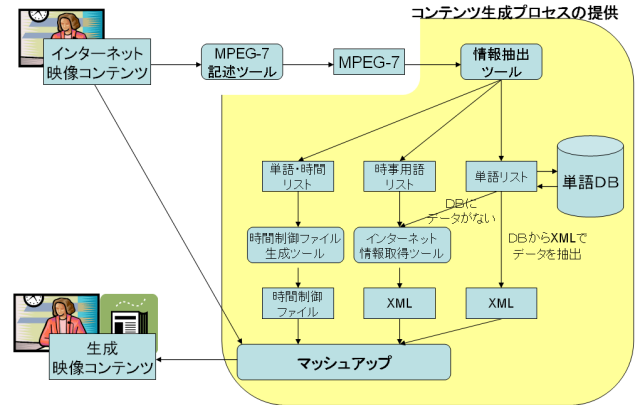 コンテンツ生成プロセスの提供
インターネット
映像コンテンツ
MPEG-7
記述ツール
MPEG-7
情報抽出
ツール
単語・時間
リスト
時事用語
リスト
単語リスト
単語DB
DBに
データがない
時間制御ファイル
生成ツール
インターネット
情報取得ツール
DBからXMLで
データを抽出
時間制御
ファイル
XML
XML
生成
映像コンテンツ
マッシュアップ